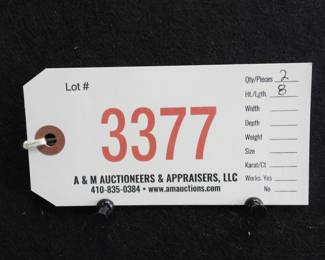 Lot #
3377
A & M AUCTIONEERS & APPRAISERS, LLC
410-835-0384 • www.amauctions.com
Qty/Pieces 2
Ht./Lgth. 8
Width
Depth
Weight
Size
Karat/Ct
Works Yes
No